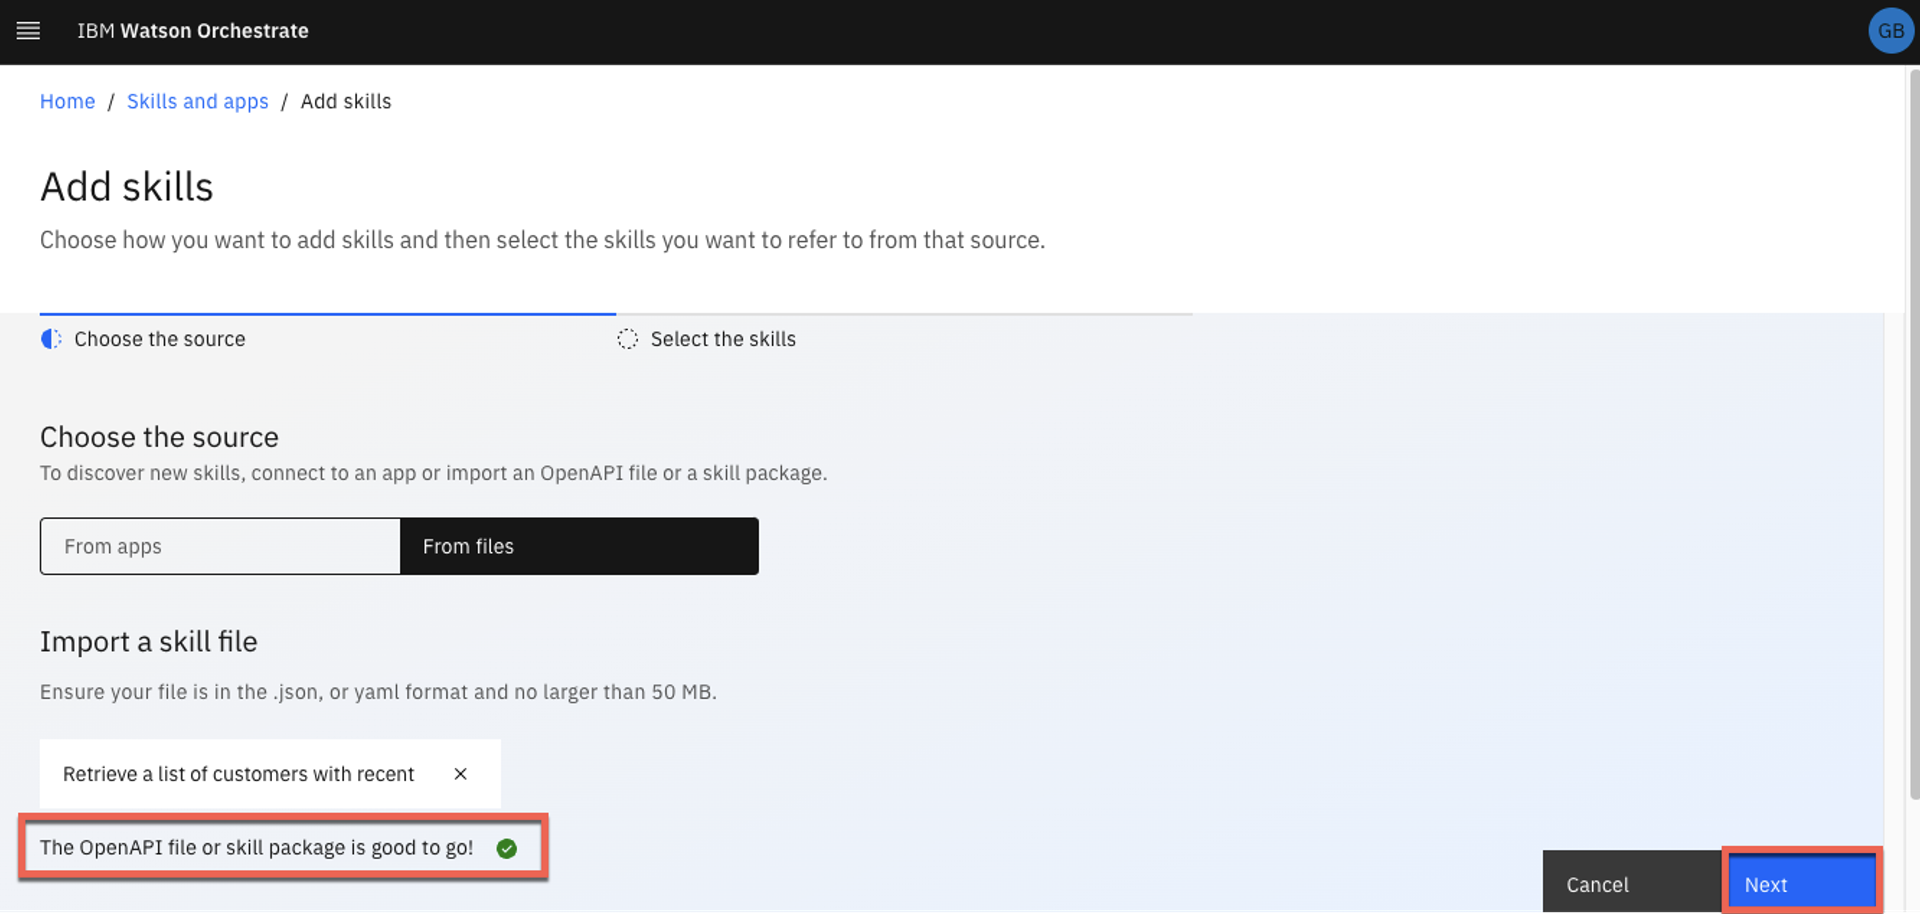 IBM Watson Orchestrate
GB
Home / Skills and apps / Add skills
Add skills
Choose how you want to add skills and then select the skills you want to refer to from that source.
Choose the source
Select the skills
Choose the source
To discover new skills, connect to an app or import an OpenAPI file or a skill package.
From apps
From files
Import a skill file
Ensure your file is in the .json, or yaml format and no larger than 50 MB.
Retrieve a list of customers with recent
The OpenAPI file or skill package is good to go!
Cancel
Next